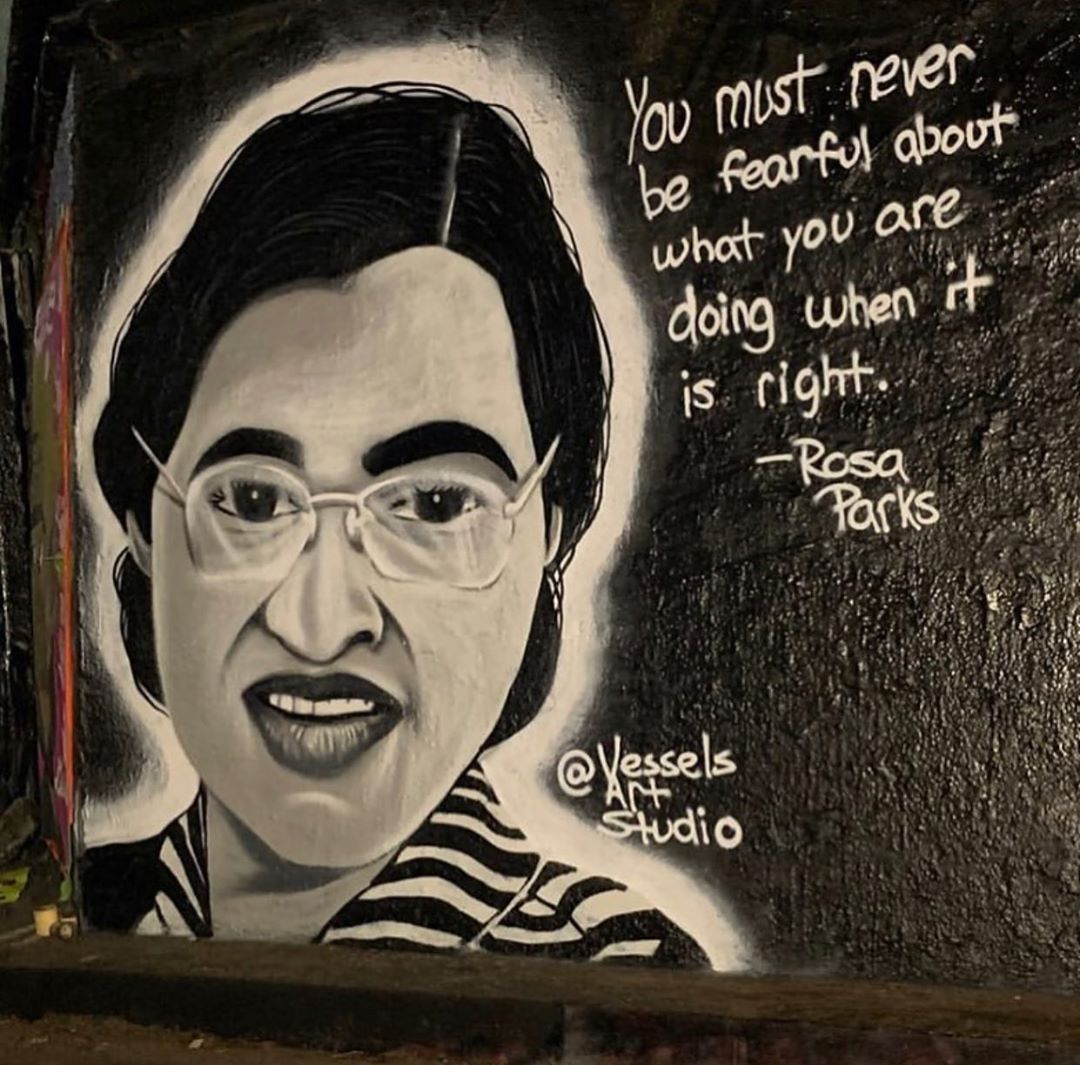 You must never
be fearful about
what you are
doing when it
is right.
-Rosa
Parks
@Vessels
Art
Studio